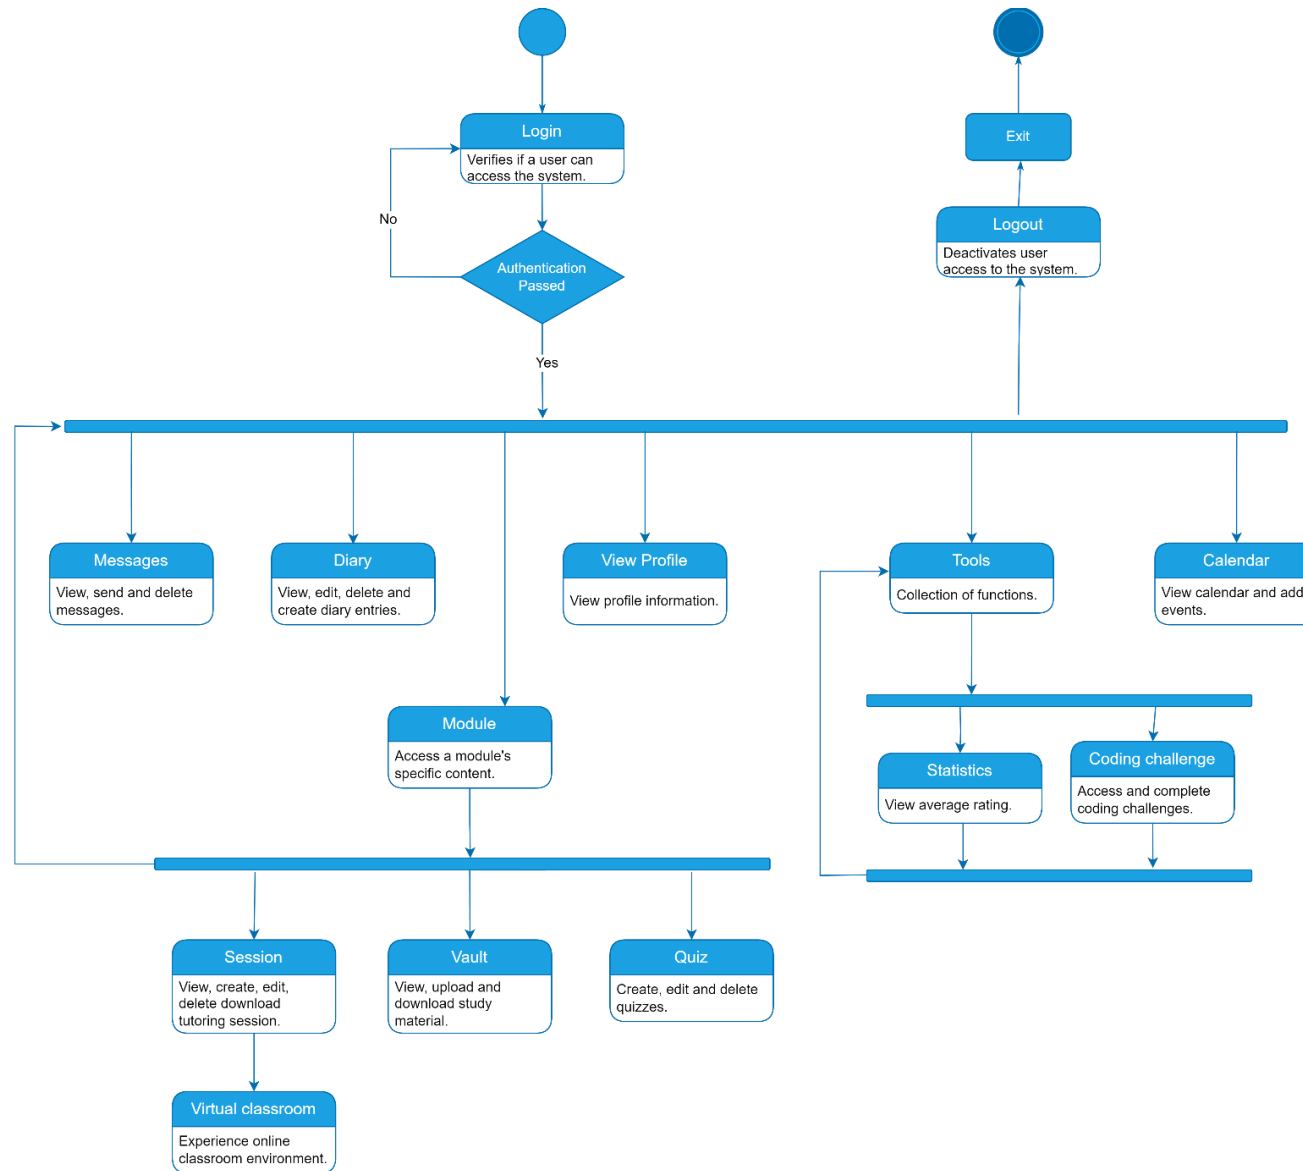 Login
Verifies if a user can
access the system.
No
Authentication
Passed
Yes
Exit
Logout
Deactivates user
access to the system.
Messages
View, send and delete
messages.
Diary
View, edit, delete and
create diary entries.
View Profile
View profile information.
Tools
Collection of functions.
Calendar
View calendar and add
events.
Module
Access a module's
specific content.
Statistics
View average rating.
Coding challenge
Access and complete
coding challenges.
Session
View, create, edit,
delete download
tutoring session.
Vault
View, upload and
download study
material.
Quiz
Create, edit and delete
quizzes.
Virtual classroom
Experience online
classroom environment.